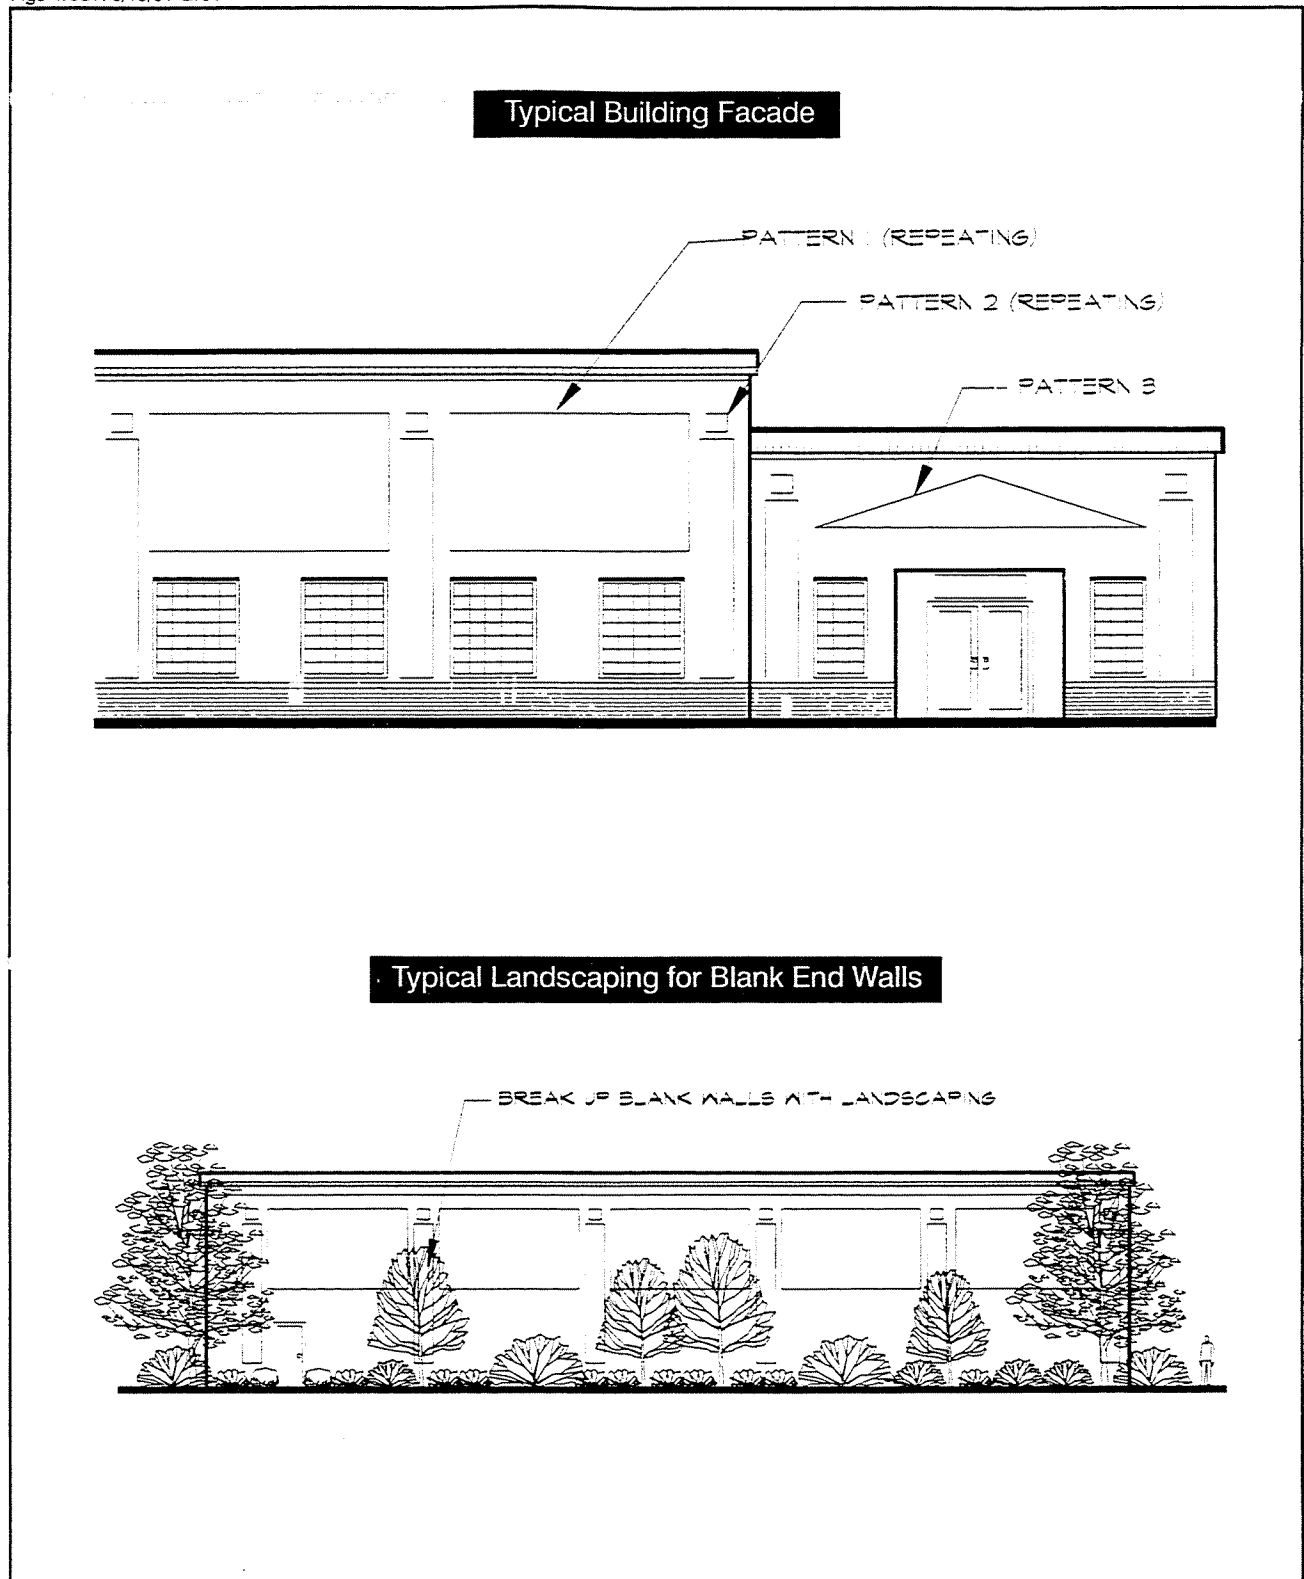 Typical Building Facade
PATTERN (REPEATING)
PATTERN 2 (REPEATING)
PATTERN 3
Typical Landscaping for Blank End Walls
BREAK UP BLANK WALLS WITH LANDSCAPING